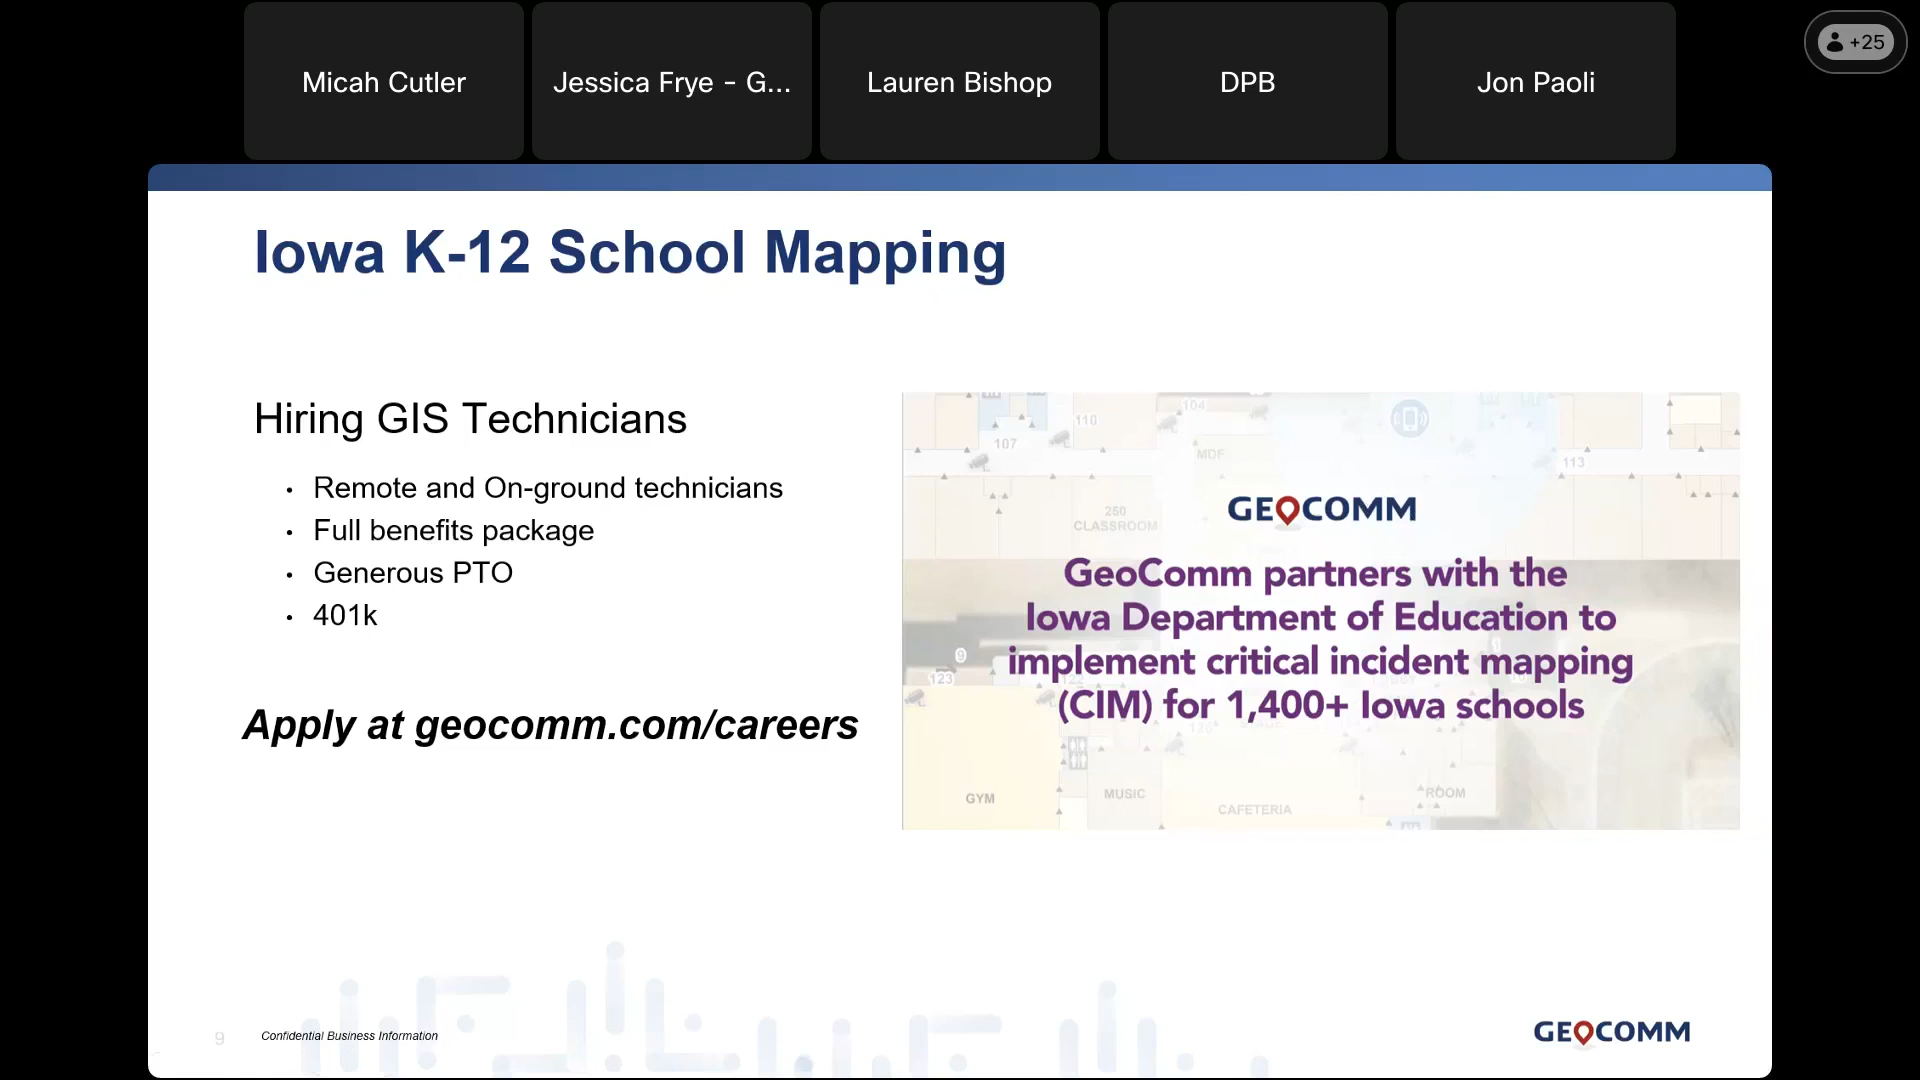 Micah Cutler
Jessica Frye - G...
Lauren Bishop
DPB
Jon Paoli
+25
Iowa K-12 School Mapping
Hiring GIS Technicians
• Remote and On-ground technicians
• Full benefits package
• Generous PTO
• 401k
Apply at geocomm.com/careers
104
110
107
MDF
113
250
CLASSROOM
GEOCOMM
GeoComm partners with the
Iowa Department of Education to
implement critical incident mapping
(CIM) for 1,400+ Iowa schools
9
123
122
GYM
MUSIC
CAFETERIA
ROOM
9
Confidential Business Information
GEOCOMM